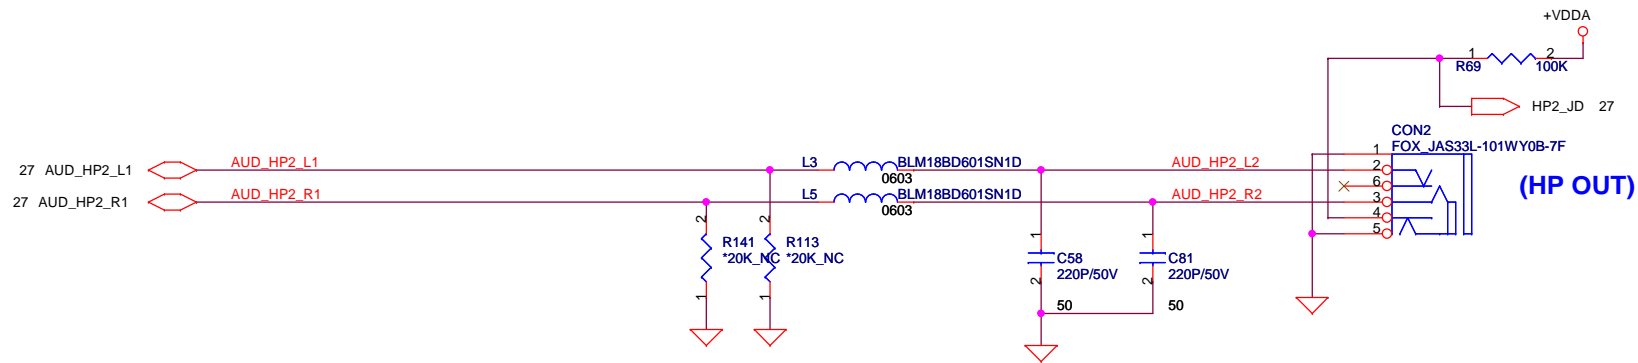 +VDDA
1
2
R69
100K
HP2_JD 27
CON2
FOX_JAS33L-101WY0B-7F
27 AUD_HP2_L1
AUD_HP2_L1
L3
BLM18BD601SN1D
0603
AUD_HP2_L2
1
2
6
3
4
5
(HP OUT)
27 AUD_HP2_R1
AUD_HP2_R1
L5
BLM18BD601SN1D
0603
AUD_HP2_R2
2
R141
*20K_NC
1
2
R113
*20K_NC
1
1
C58
220P/50V
2
50
1
C81
220P/50V
2
50